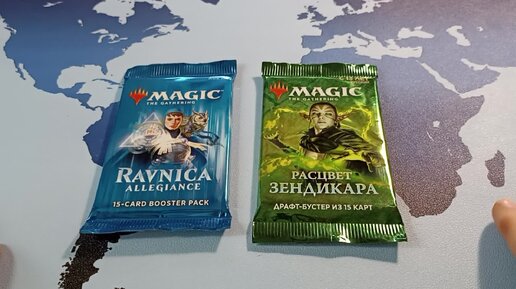 MAGIC
THE GATHERING
RAVNICA
ALLEGIANCE
15-CARD BOOSTER PACK
MAGIC
THE GATHERING
РАСЦВЕТ
ЗЕНДИКАРА
ДРАФТ-БУСТЕР ИЗ 15 КАРТ